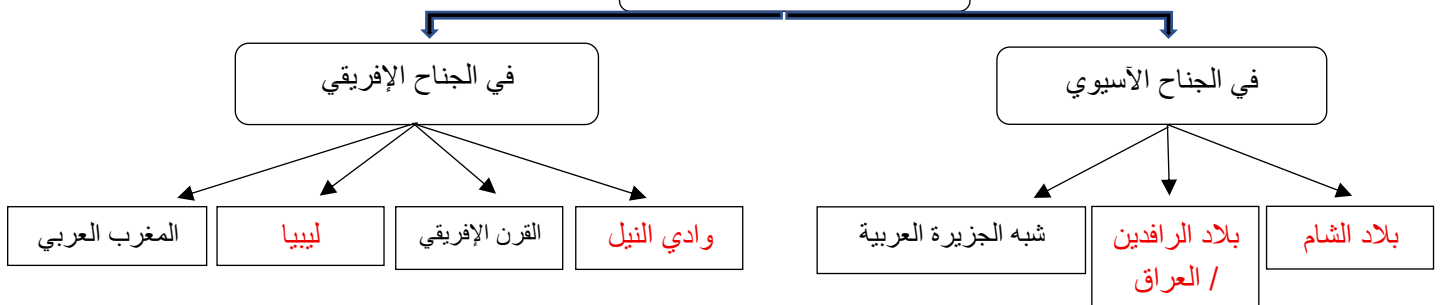 في الجناح الآسيوي
في الجناح الإفريقي
بلاد الشام
بلاد الرافدين
/ العراق
شبه الجزيرة العربية
وادي النيل
القرن الإفريقي
ليبيا
المغرب العربي